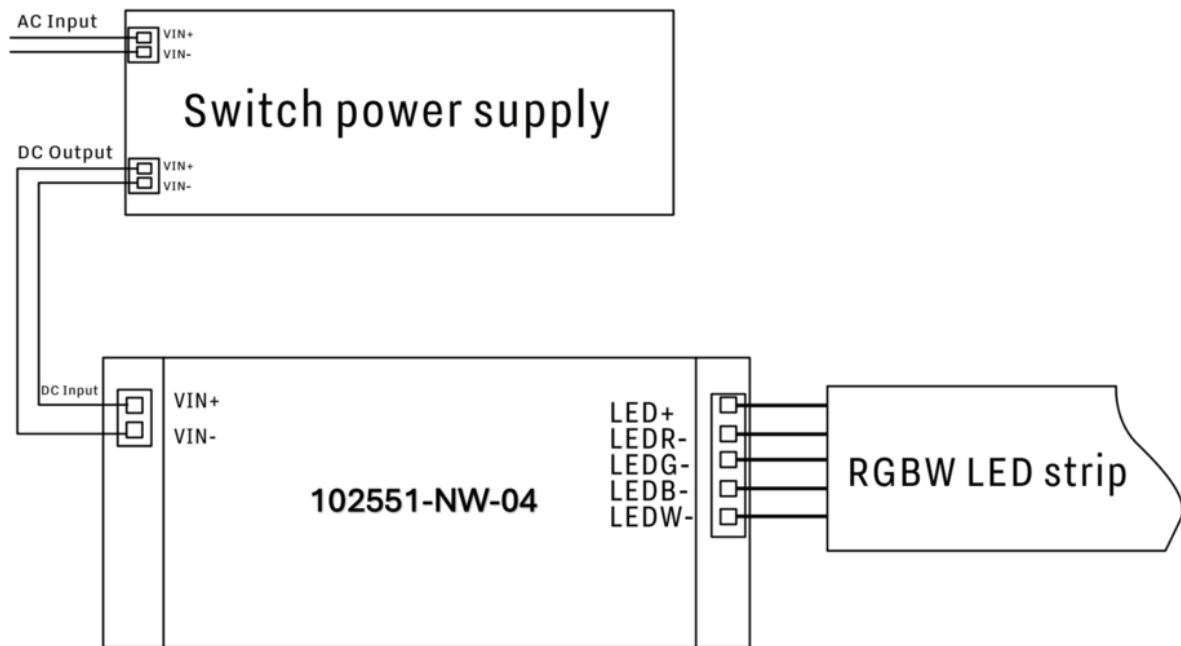 AC Input
VIN+
VIN-
Switch power supply
DC Output
VIN+
VIN-
DC Input
VIN+
VIN-
102551-NW-04
LED+
LEDR-
LEDG-
LEDB-
LEDW-
RGBW LED strip